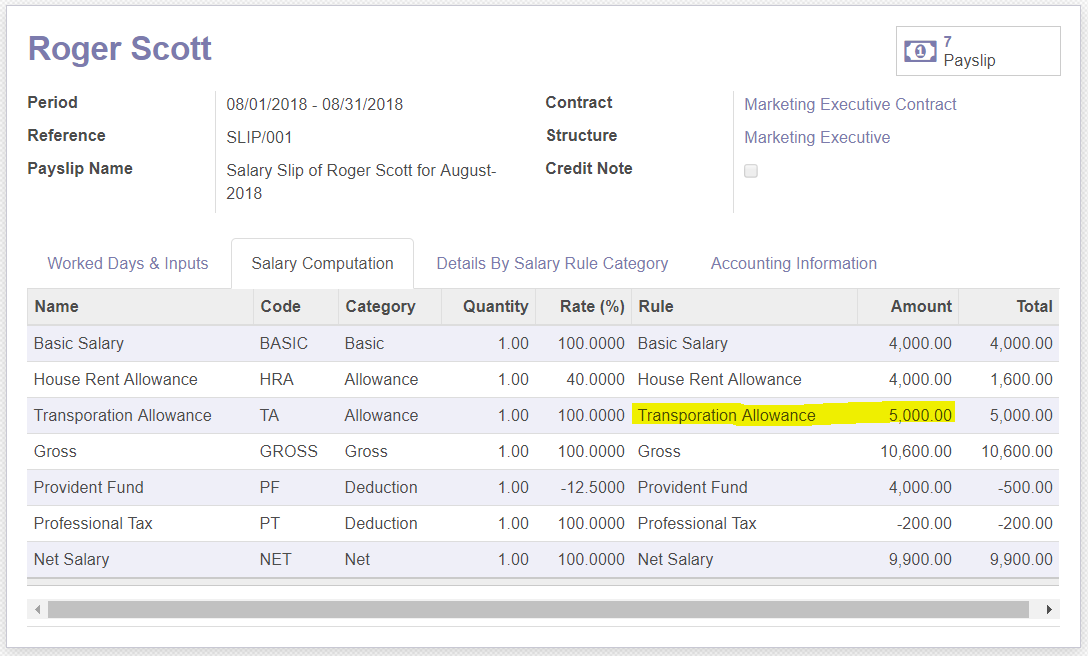 Roger Scott
7
Payslip
Period 08/01/2018 - 08/31/2018 Contract Marketing Executive Contract
Reference SLIP/001 Structure Marketing Executive
Payslip Name Salary Slip of Roger Scott for August- Credit Note
2018
Worked Days & Inputs Salary Computation Details By Salary Rule Category Accounting Information
Name Code Category Quantity Rate (%) Rule Amount Total
Basic Salary BASIC Basic 1.00 100.0000 Basic Salary 4,000.00 4,000.00
House Rent Allowance HRA Allowance 1.00 40.0000 House Rent Allowance 4,000.00 1,600.00
Transporation Allowance TA Allowance 1.00 100.0000 Transporation Allowance 5,000.00 5,000.00
Gross GROSS Gross 1.00 100.0000 Gross 10,600.00 10,600.00
Provident Fund PF Deduction 1.00 -12.5000 Provident Fund 4,000.00 -500.00
Professional Tax PT Deduction 1.00 100.0000 Professional Tax -200.00 -200.00
Net Salary NET Net 1.00 100.0000 Net Salary 9,900.00 9,900.00